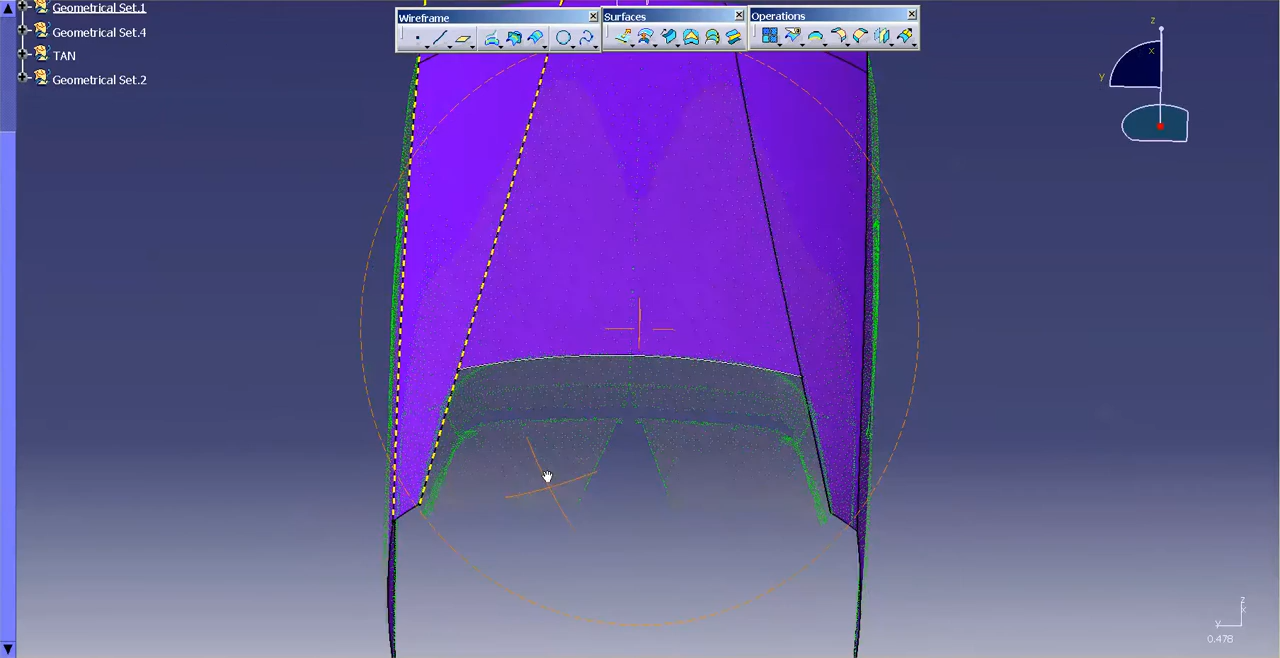 Geometrical Set.1
Geometrical Set.4
TAN
Geometrical Set.2
Wireframe
Surfaces
Operations
z
x
y
z
x
y
0.478